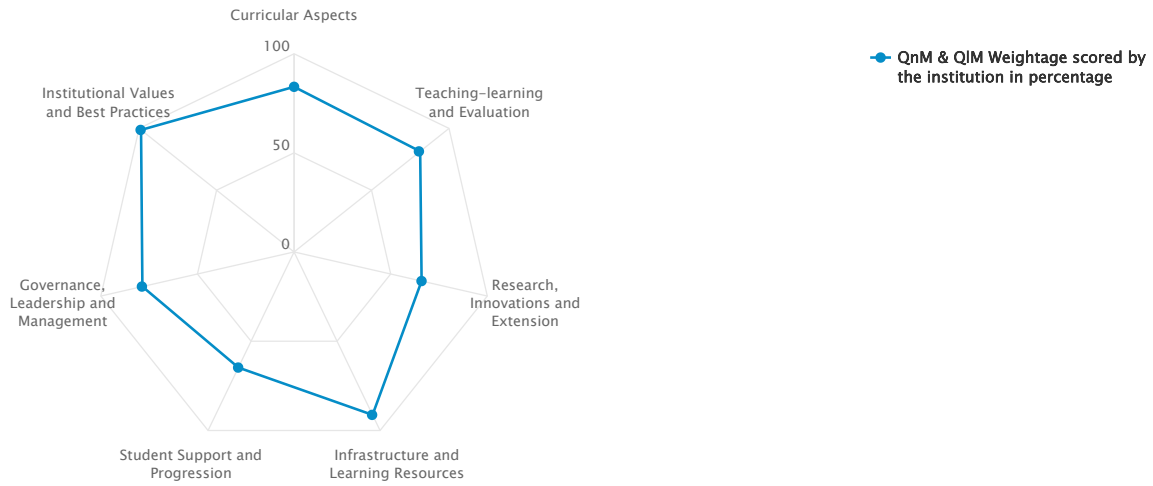 Curricular Aspects
100
50
0
Teaching-learning
and Evaluation
Research,
Innovations and
Extension
Infrastructure and
Learning Resources
Student Support and
Progression
Governance,
Leadership and
Management
Institutional Values
and Best Practices
QnM & QlM Weightage scored by
the institution in percentage